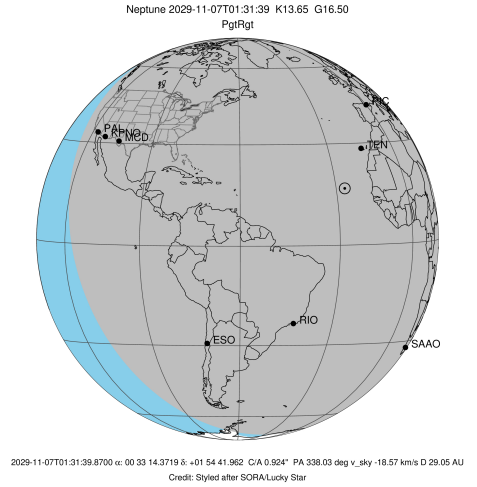 Neptune 2029-11-07T01:31:39 K13.65 G16.50
PgtRgt
PIC
PAL
KPNO
MCD
TEN
RIO
ESO
SAAO
2029-11-07T01:31:39.8700 α: 00 33 14.3719 δ: +01 54 41.962 C/A 0.924" PA 338.03 deg v_sky -18.57 km/s D 29.05 AU
Credit: Styled after SORA/Lucky Star